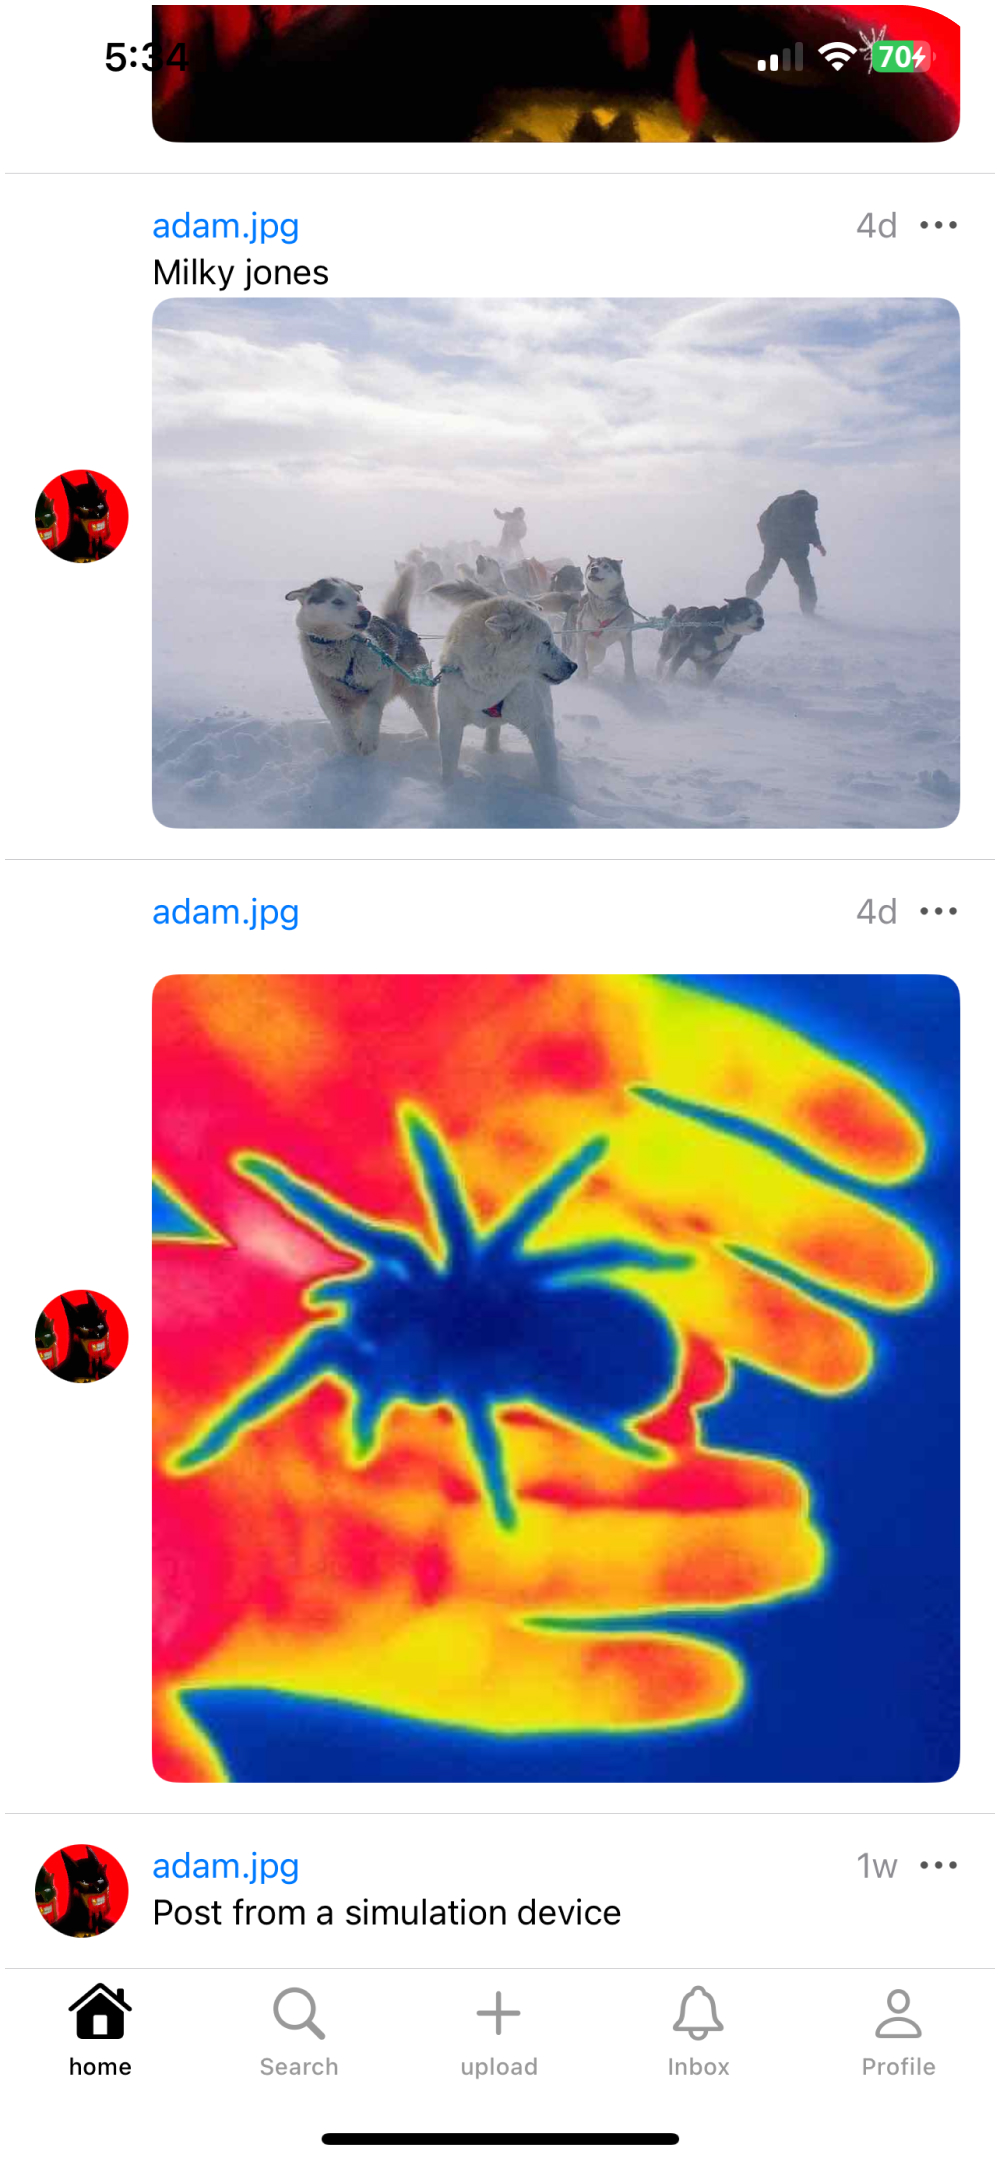 5:34
70
adam.jpg 4d
Milky jones
adam.jpg 4d
adam.jpg 1w
Post from a simulation device
home Search upload Inbox Profile